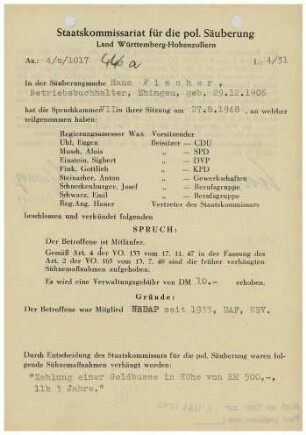 Staatskommissariat für die pol. Säuberung
Land Württemberg-Hohenzollern
Az.: 4/o/1017 44a L: 4/31
In der Säuberungssache Hans Fischer,
Betriebsbuchhalter, Ebingen, geb. 29.12.1906
hat die Spruchkammer VII in ihrer Sitzung am 27.8.1948 an welcher
teilgenommen haben:
Regierungsassessor Wax Vorsitzender
Uhl, Eugen Beisitzer — CDU
Musch, Alois „ — SPD
Einstein, Sigbert „ — DVP
Fink, Gottlieb „ — KPD
Steinacher, Anton „ — Gewerkschaften
Schneckenburger, Josef „ — Berufsgruppe
Schwarz, Emil „ — Berufsgruppe
Reg.Ang. Hauer Vertreter des Staatskommissars
beschlossen und verkündet folgenden
SPRUCH:
Der Betroffene ist Mitläufer.
Gemäß Art. 4 der VO. 133 vom 17. 11. 47 in der Fassung des
Art. 2 der VO. 165 vom 13. 7. 48 sind die früher verhängten
Sühnemaßnahmen aufgehoben.
Es wird eine Verwaltungsgebühr von DM 10.— erhoben.
Gründe:
Der Betroffene war Mitglied NSDAP seit 1933, DAF, NSV.
Durch Entscheidung des Staatskommissars für die pol. Säuberung waren fol-
gende Sühnemaßnahmen verhängt worden:
"Zahlung einer Geldbusse in Höhe von RM 500,-,
11b 3 Jahre."